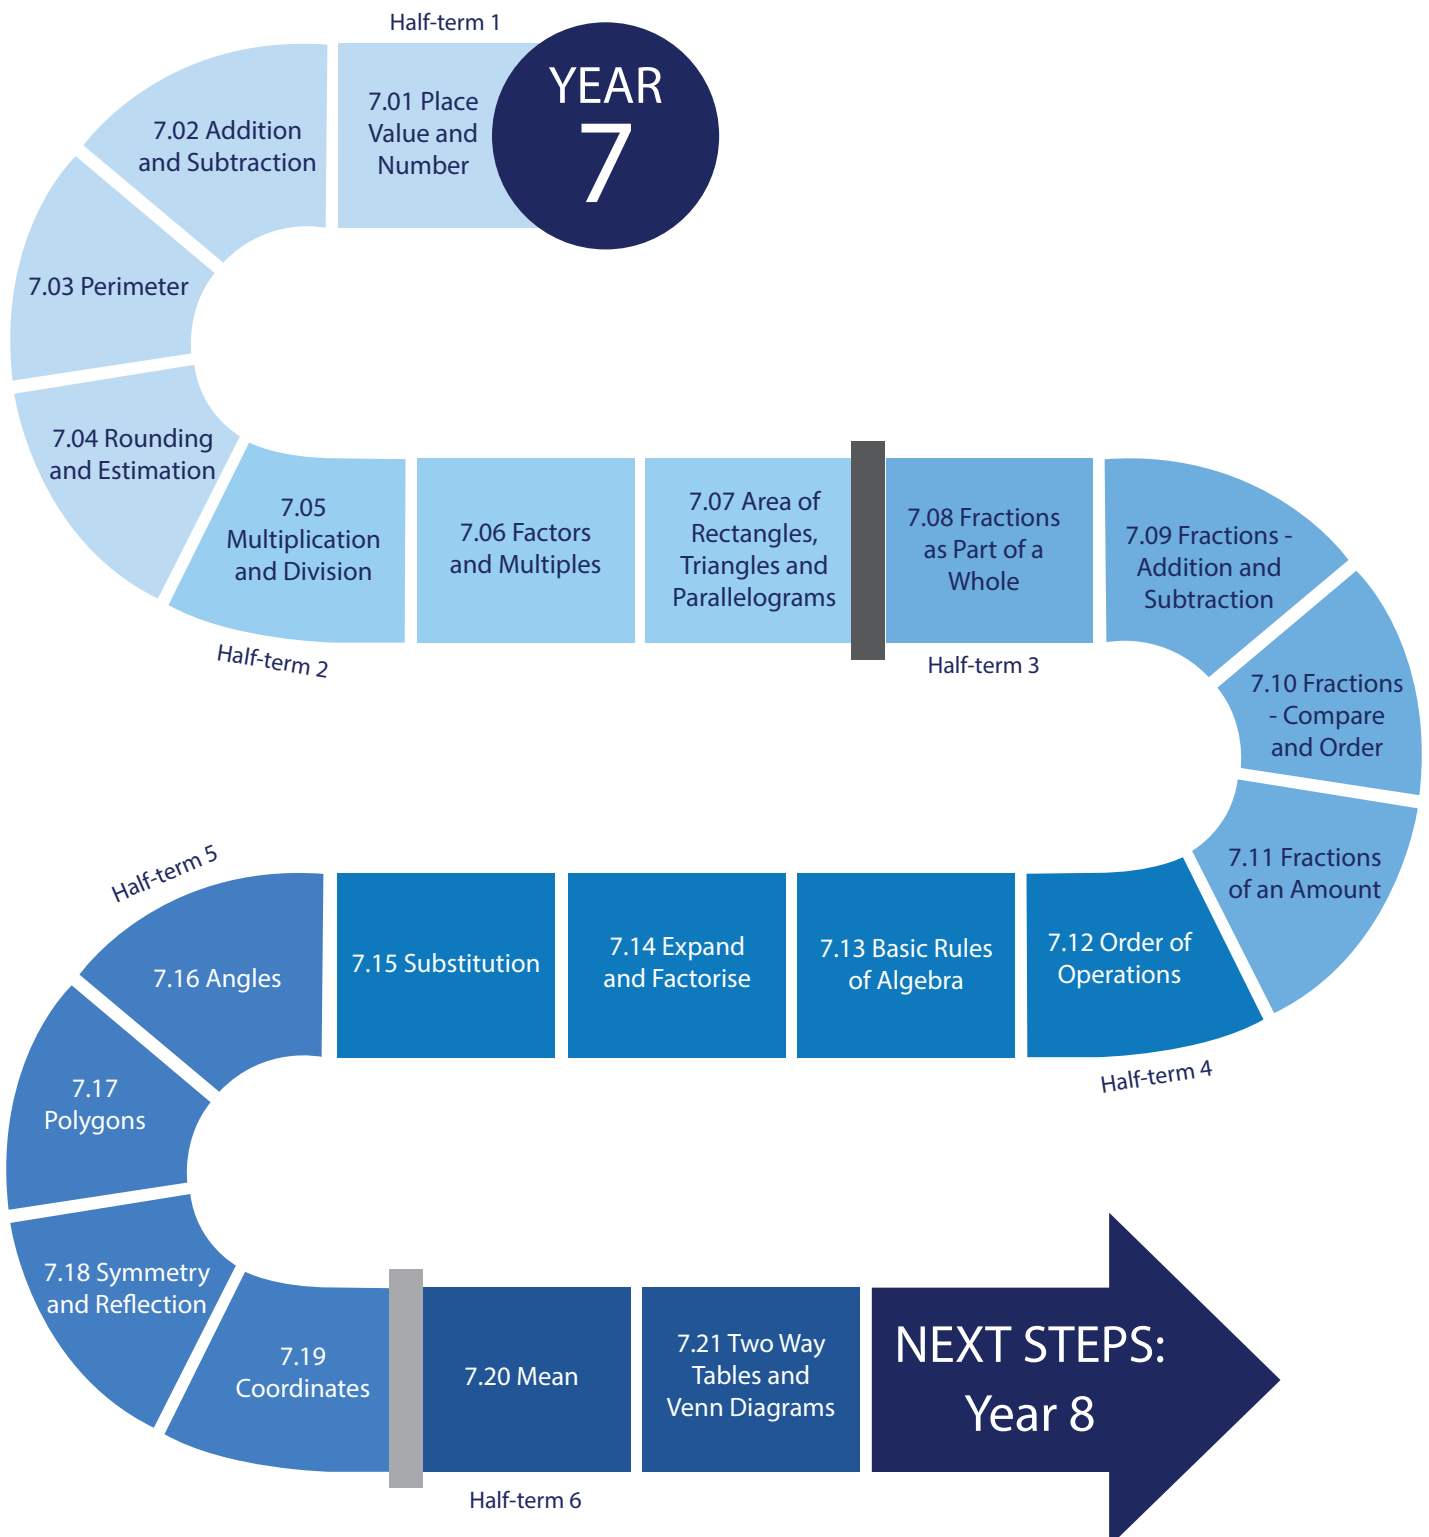 Half-term 1
YEAR
7
7.01 Place
Value and
Number
7.02 Addition
and Subtraction
7.03 Perimeter
7.04 Rounding
and Estimation
7.05
Multiplication
and Division
Half-term 2
7.06 Factors
and Multiples
7.07 Area of
Rectangles,
Triangles and
Parallelograms
7.08 Fractions
as Part of a
Whole
Half-term 3
7.09 Fractions -
Addition and
Subtraction
7.10 Fractions
- Compare
and Order
7.11 Fractions
of an Amount
7.12 Order of
Operations
Half-term 4
7.13 Basic Rules
of Algebra
7.14 Expand
and Factorise
7.15 Substitution
Half-term 5
7.16 Angles
7.17
Polygons
7.18 Symmetry
and Reflection
7.19
Coordinates
7.20 Mean
Half-term 6
7.21 Two Way
Tables and
Venn Diagrams
NEXT STEPS:
Year 8